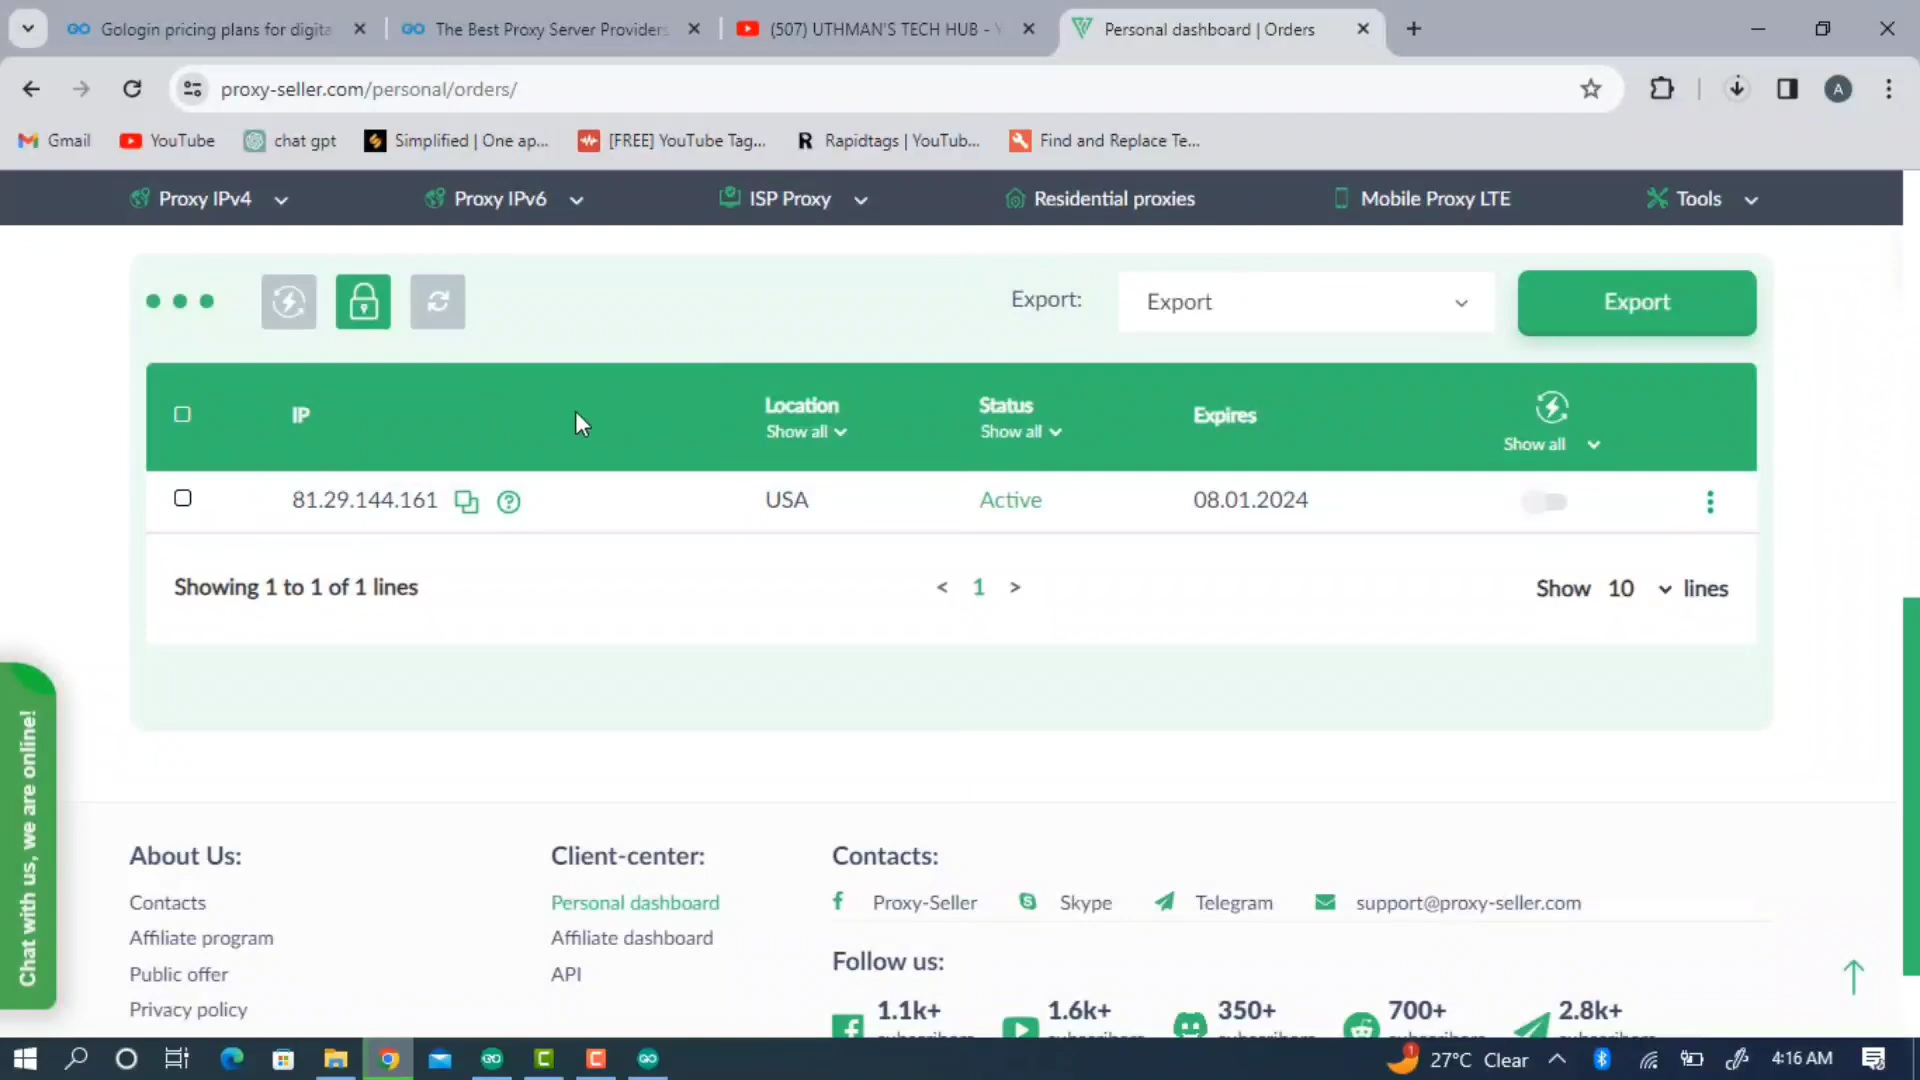 Gologin pricing plans for digita
The Best Proxy Server Providers
(507) UTHMAN'S TECH HUB - Y
Personal dashboard | Orders
proxy-seller.com/personal/orders/
A
Gmail
YouTube
chat gpt
Simplified | One ap...
[FREE] YouTube Tag...
Rapidtags | YouTub...
Find and Replace Te...
Proxy IPv4
Proxy IPv6
ISP Proxy
Residential proxies
Mobile Proxy LTE
Tools
Export:
Export
Export
IP
Location
Show all
Status
Show all
Expires
Show all
81.29.144.161
USA
Active
08.01.2024
Showing 1 to 1 of 1 lines
< 1 >
Show 10 lines
Chat with us, we are online!
About Us:
Contacts
Affiliate program
Public offer
Privacy policy
Client-center:
Personal dashboard
Affiliate dashboard
API
Contacts:
Proxy-Seller
Skype
Telegram
support@proxy-seller.com
Follow us:
1.1k+
1.6k+
350+
700+
2.8k+
27°C Clear
4:16 AM